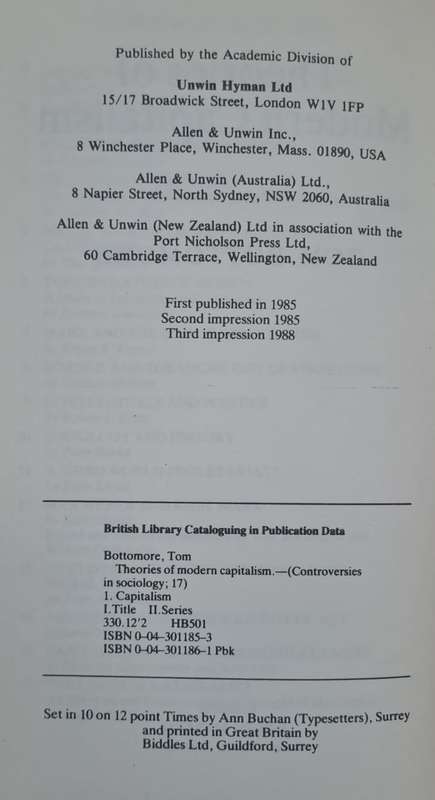 Published by the Academic Division of
Unwin Hyman Ltd
15/17 Broadwick Street, London W1V 1FP
Allen & Unwin Inc.,
8 Winchester Place, Winchester, Mass. 01890, USA
Allen & Unwin (Australia) Ltd.,
8 Napier Street, North Sydney, NSW 2060, Australia
Allen & Unwin (New Zealand) Ltd in association with the
Port Nicholson Press Ltd,
60 Cambridge Terrace, Wellington, New Zealand
First published in 1985
Second impression 1985
Third impression 1988
British Library Cataloguing in Publication Data
Bottomore, Tom
Theories of modern capitalism.—(Controversies
in sociology; 17)
1. Capitalism
I.Title II.Series
330.12'2 HB501
ISBN 0–04–301185–3
ISBN 0–04–301186–1 Pbk
Set in 10 on 12 point Times by Ann Buchan (Typesetters), Surrey
and printed in Great Britain by
Biddles Ltd, Guildford, Surrey